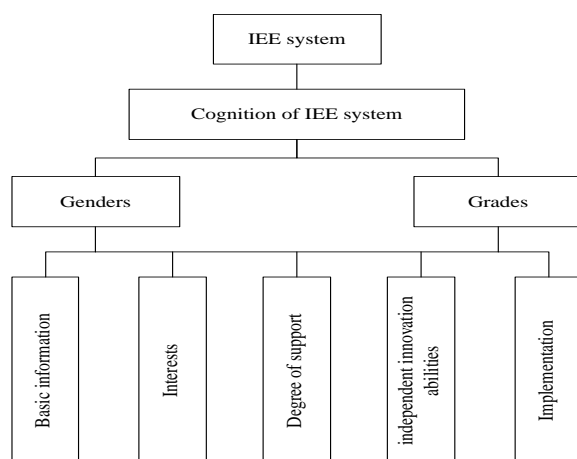 IEE system
Cognition of IEE system
Genders
Grades
Basic information
Interests
Degree of support
independent innovation
abilities
Implementation